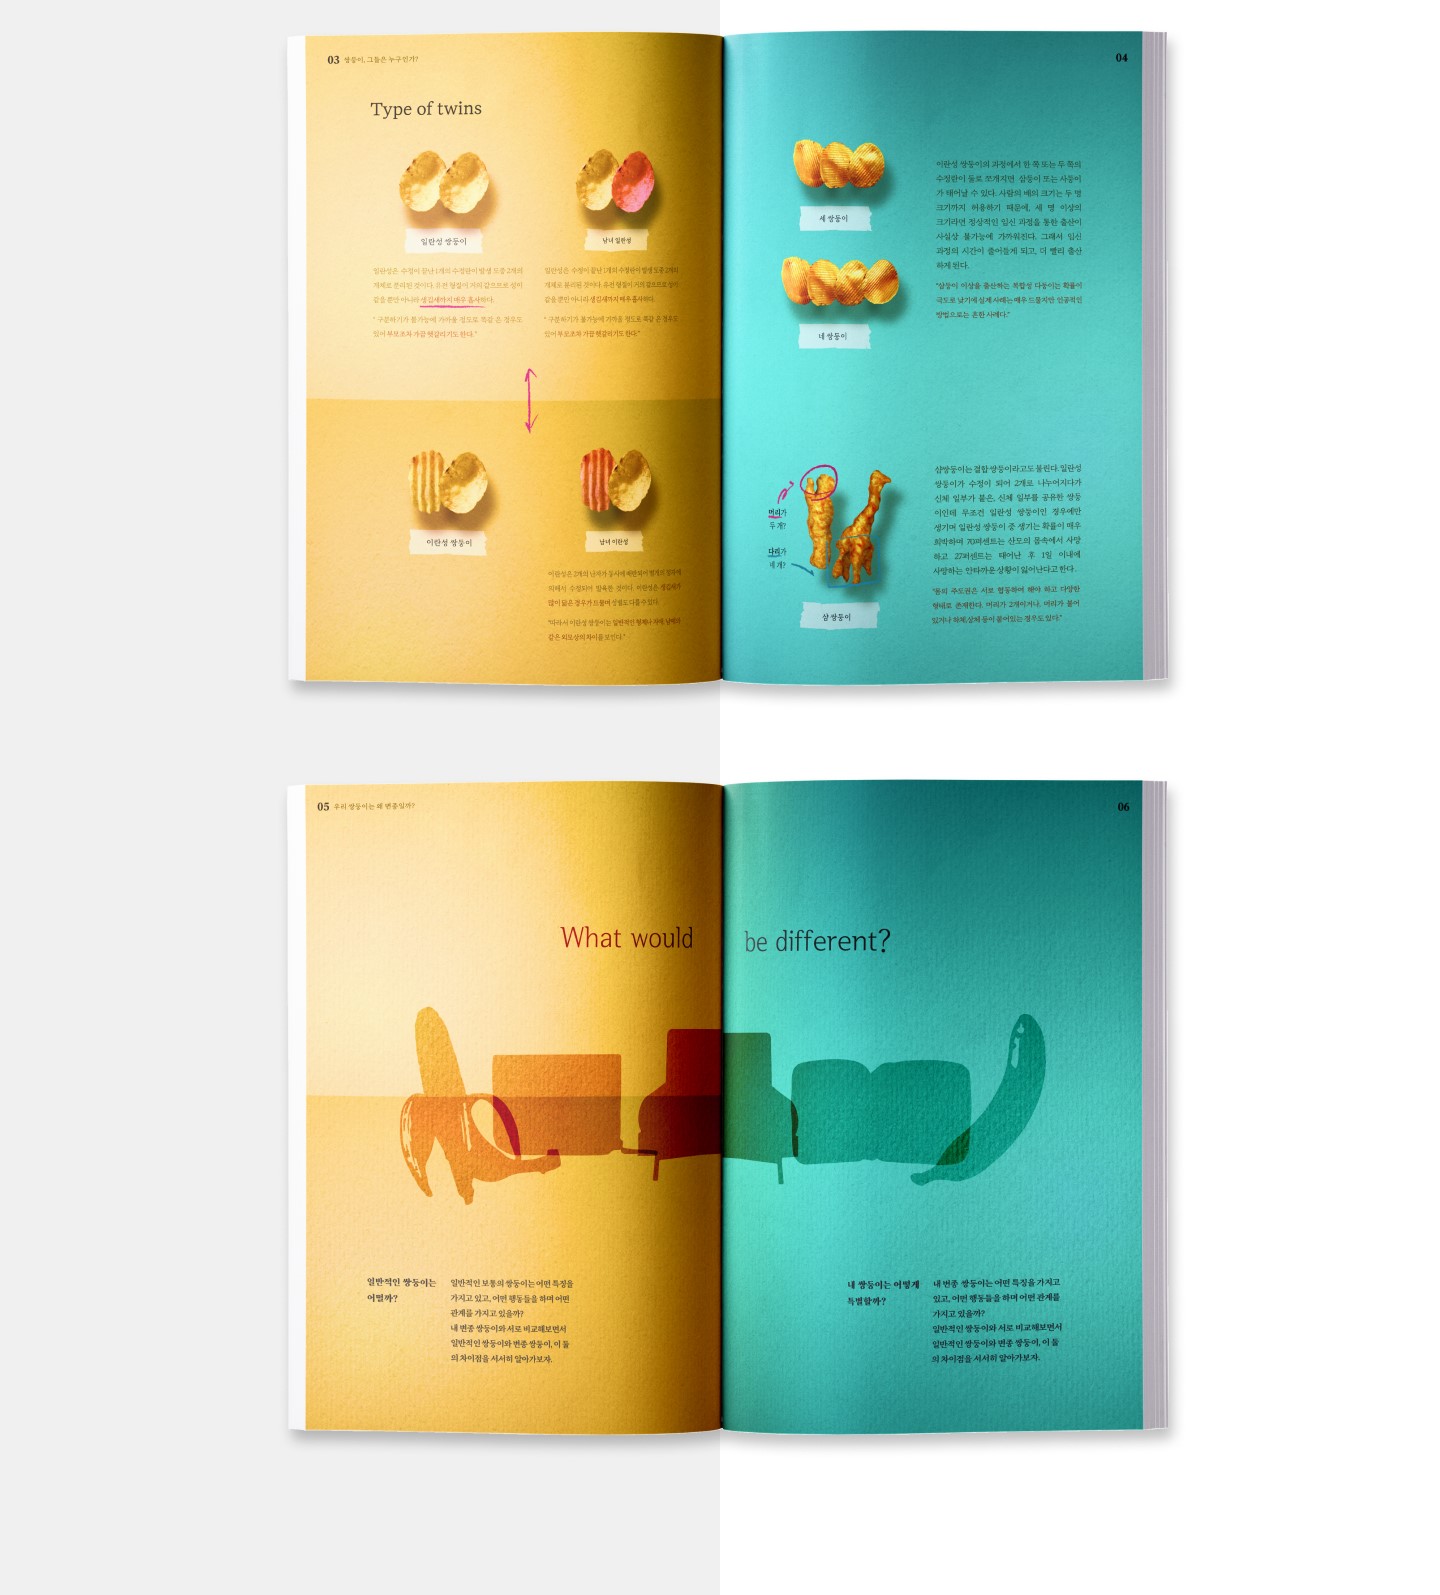 03 쌍둥이, 그들은 누구인가?
Type of twins
일란성 쌍둥이
남녀 일란성
일란성은 수정이 끝난 1개의 수정란이 발생 도중 2개의
개체로 분리된 것이다. 유전 형질이 거의 같으므로 성이
같을 뿐만 아니라 생김새까지 매우 흡사하다.
" 구분하기가 불가능에 가까울 정도로 똑같 은 경우도
있어 부모조차 가끔 헷갈리기도 한다."
일란성은 수정이 끝난 1개의 수정란이 발생 도중 2개의
개체로 분리된 것이다. 유전 형질이 거의 같으므로 성이
같을 뿐만 아니라 생김새까지 매우 흡사하다.
" 구분하기가 불가능에 가까울 정도로 똑같 은 경우도
있어 부모조차 가끔 헷갈리기도 한다."
이란성 쌍둥이
남녀 이란성
이란성은 2개의 난자가 동시에 배란되어 별개의 정자에
의해서 수정되어 발육한 것이다. 이란성은 생김새가
많이 닮은 경우가 드물며 성별도 다를 수 있다.
"따라서 이란성 쌍둥이는 일반적인 형제나 자매, 남매와
같은 외모상의 차이를 보인다."
04
세 쌍둥이
네 쌍둥이
이란성 쌍둥이의 과정에서 한 쪽 또는 두 쪽의
수정란이 둘로 쪼개지면 삼둥이 또는 사둥이
가 태어날 수 있다. 사람의 배의 크기는 두 명
크기까지 허용하기 때문에, 세 명 이상의
크기라면 정상적인 임신 과정을 통한 출산이
사실상 불가능에 가까워진다. 그래서 임신
과정의 시간이 줄어들게 되고, 더 빨리 출산
하게 된다.
"삼둥이 이상을 출산하는 복합성 다둥이는 확률이
극도로 낮기에 실제 사례는 매우 드물지만 인공적인
방법으로는 흔한 사례다."
머리가
두 개?
다리가
네 개?
샴 쌍둥이
샴쌍둥이는 결합 쌍둥이라고도 불린다. 일란성
쌍둥이가 수정이 되어 2개로 나누어지다가
신체 일부가 붙은, 신체 일부를 공유한 쌍둥
이인데 무조건 일란성 쌍둥이인 경우에만
생기며 일란성 쌍둥이 중 생기는 확률이 매우
희박하며 70퍼센트는 산모의 몸속에서 사망
하고 27퍼센트는 태어난 후 1일 이내에
사망하는 안타까운 상황이 잃어난다고 한다.
"몸의 주도권은 서로 협동하며 해야 하고 다양한
형태로 존재한다. 머리가 2개이거나, 머리가 붙어
있거나 하체,상체 등이 붙어있는 경우도 있다."
05 우리 쌍둥이는 왜 변종일까?
06
What would be different?
일반적인 쌍둥이는
어떨까?
일반적인 보통의 쌍둥이는 어떤 특징을
가지고 있고, 어떤 행동들을 하며 어떤
관계를 가지고 있을까?
내 변종 쌍둥이와 서로 비교해보면서
일반적인 쌍둥이와 변종 쌍둥이, 이 둘
의 차이점을 서서히 알아가보자.
내 쌍둥이는 어떻게
특별할까?
내 변종 쌍둥이는 어떤 특징을 가지고
있고, 어떤 행동들을 하며 어떤 관계를
가지고 있을까?
일반적인 쌍둥이와 서로 비교해보면서
일반적인 쌍둥이와 변종 쌍둥이, 이 둘
의 차이점을 서서히 알아가보자.